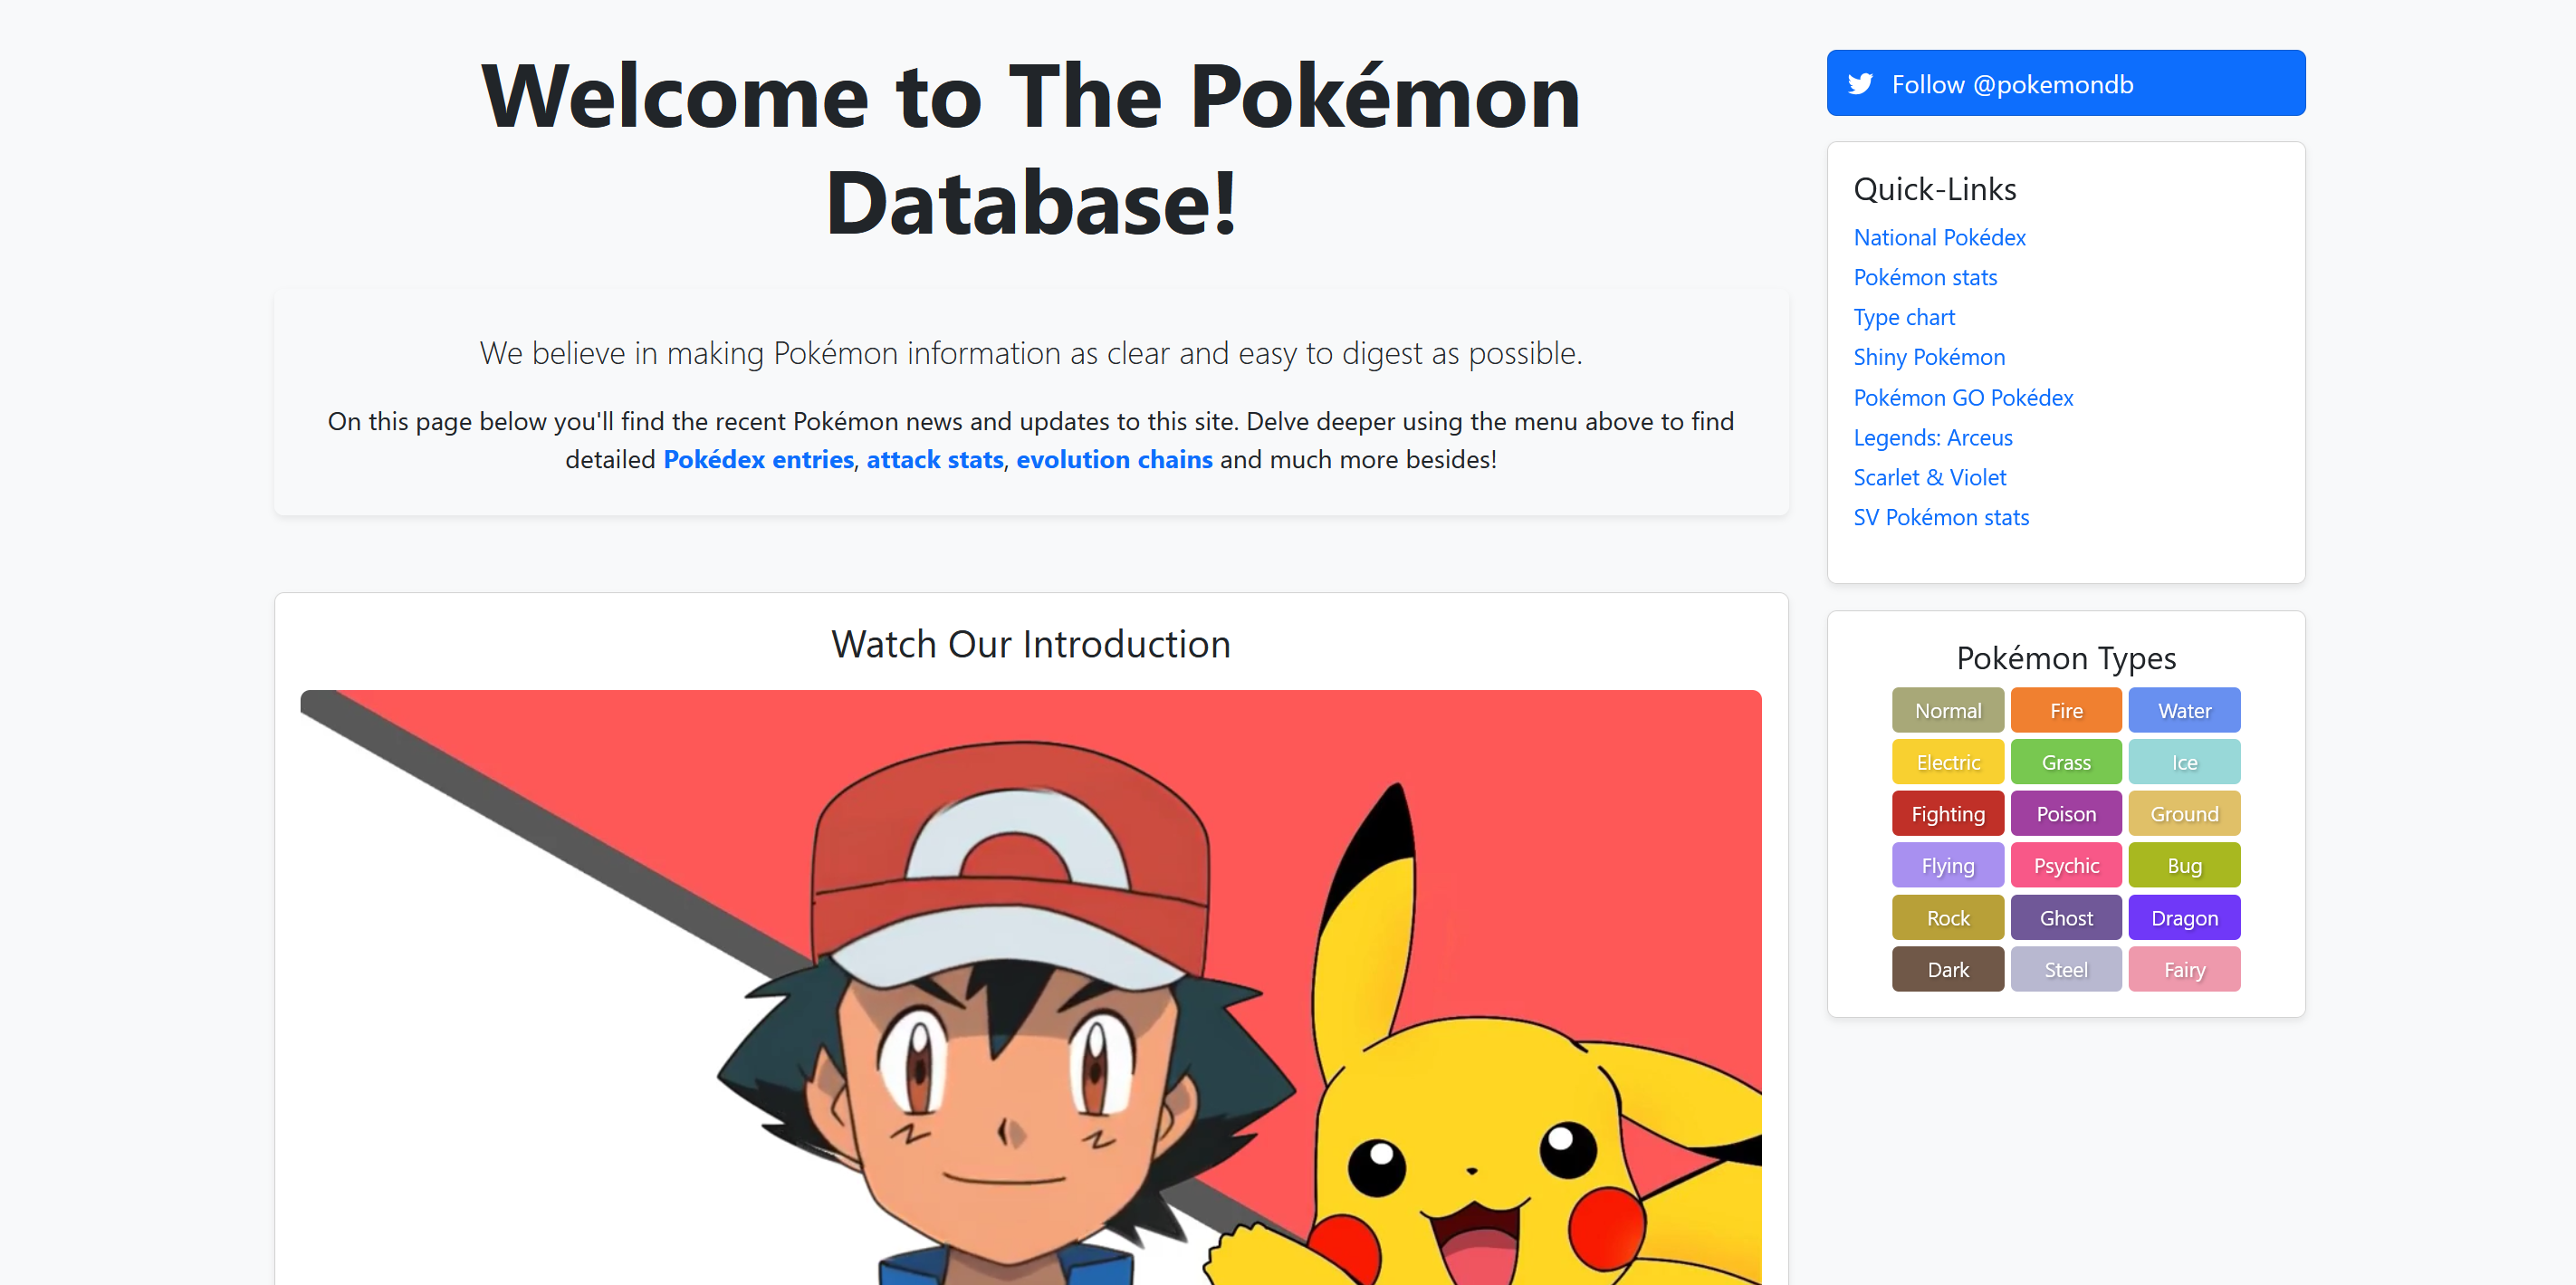 Welcome to The Pokémon
Database!
We believe in making Pokémon information as clear and easy to digest as possible.
On this page below you'll find the recent Pokémon news and updates to this site. Delve deeper using the menu above to find
detailed Pokédex entries, attack stats, evolution chains and much more besides!
Watch Our Introduction
Follow @pokemondb
Quick-Links
National Pokédex
Pokémon stats
Type chart
Shiny Pokémon
Pokémon GO Pokédex
Legends: Arceus
Scarlet & Violet
SV Pokémon stats
Pokémon Types
Normal Fire Water
Electric Grass Ice
Fighting Poison Ground
Flying Psychic Bug
Rock Ghost Dragon
Dark Steel Fairy